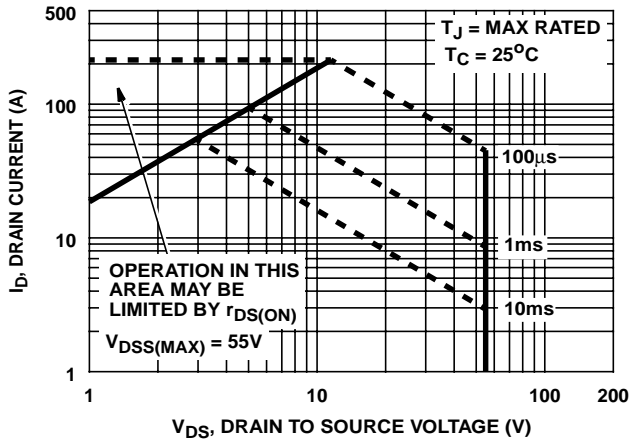 500
100
10
1
I_D, DRAIN CURRENT (A)
T_J = MAX RATED
T_C = 25°C
100μs
1ms
10ms
OPERATION IN THIS
AREA MAY BE
LIMITED BY r_DS(ON)
V_DSS(MAX) = 55V
1
10
100
200
V_DS, DRAIN TO SOURCE VOLTAGE (V)